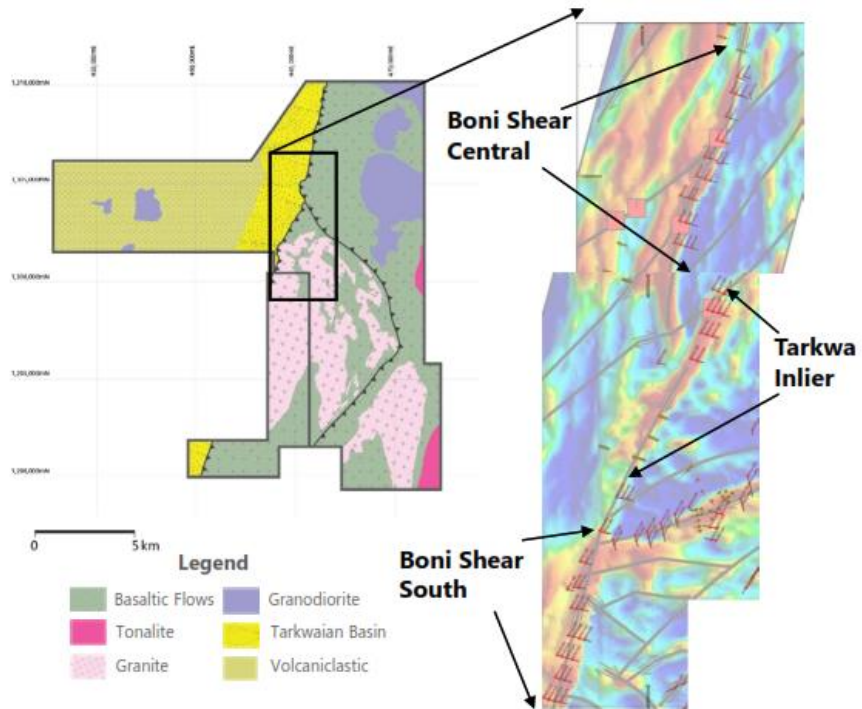 Boni Shear
Central
Tarkwa
Inlier
Boni Shear
South
0
5 km
Legend
Basaltic Flows
Granodiorite
Tonalite
Tarkwaian Basin
Granite
Volcaniclastic